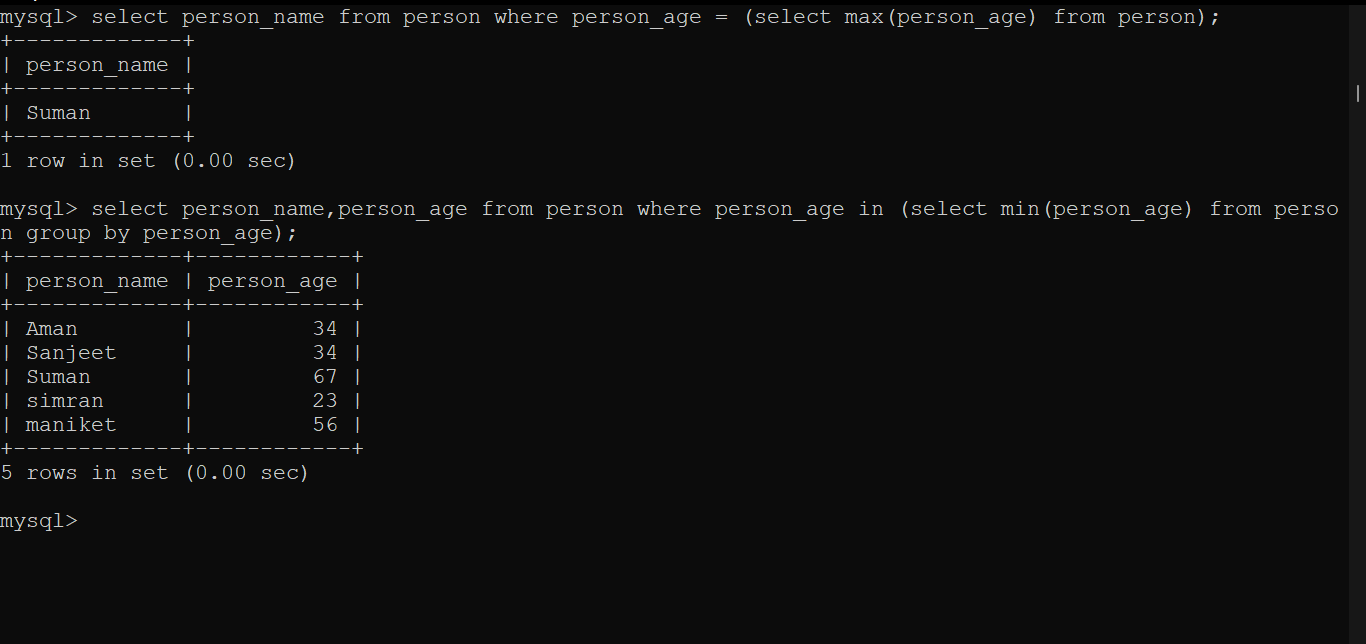 mysql> select person_name from person where person_age = (select max(person_age) from person);
+-------------+
| person_name |
+-------------+
| Suman       |
+-------------+
1 row in set (0.00 sec)

mysql> select person_name,person_age from person where person_age in (select min(person_age) from perso
n group by person_age);
+-------------+------------+
| person_name | person_age |
+-------------+------------+
| Aman        |         34 |
| Sanjeet     |         34 |
| Suman       |         67 |
| simran      |         23 |
| maniket     |         56 |
+-------------+------------+
5 rows in set (0.00 sec)

mysql>